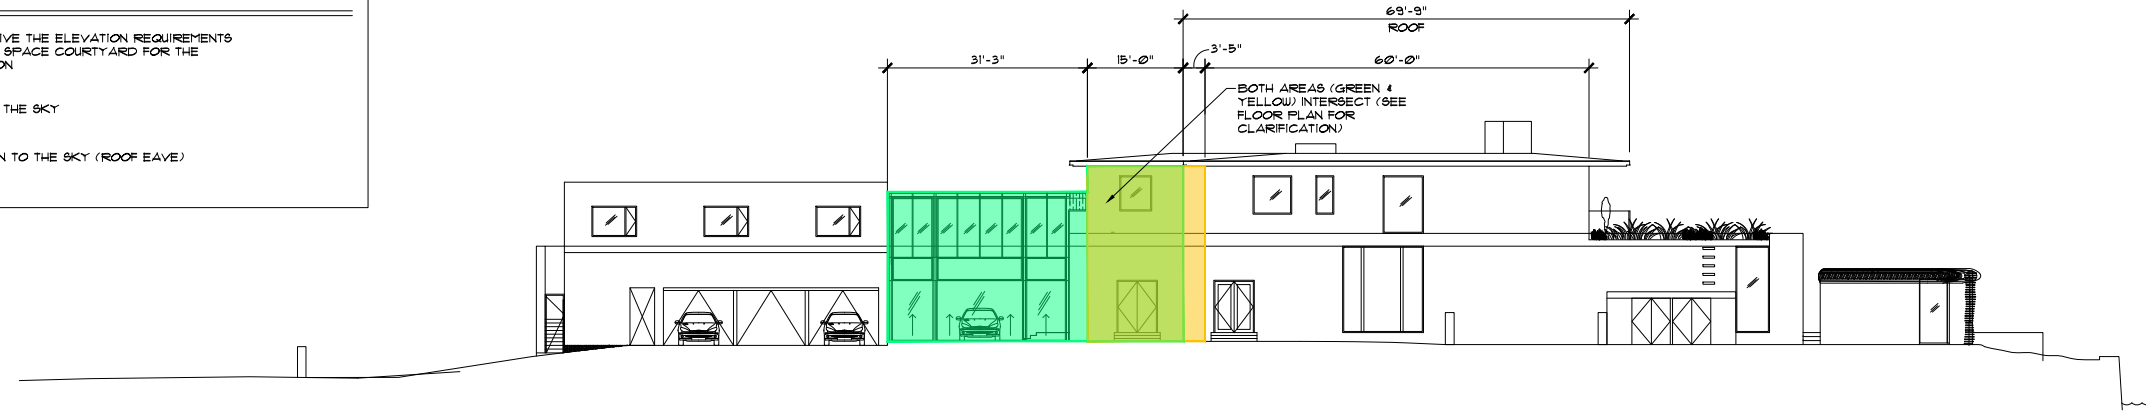 IVE THE ELEVATION REQUIREMENTS
SPACE COURTYARD FOR THE
ON
THE SKY
N TO THE SKY (ROOF EAVE)
69'-9"
ROOF
31'-3"
15'-0"
3'-5"
60'-0"
BOTH AREAS (GREEN &
YELLOW) INTERSECT (SEE
FLOOR PLAN FOR
CLARIFICATION)